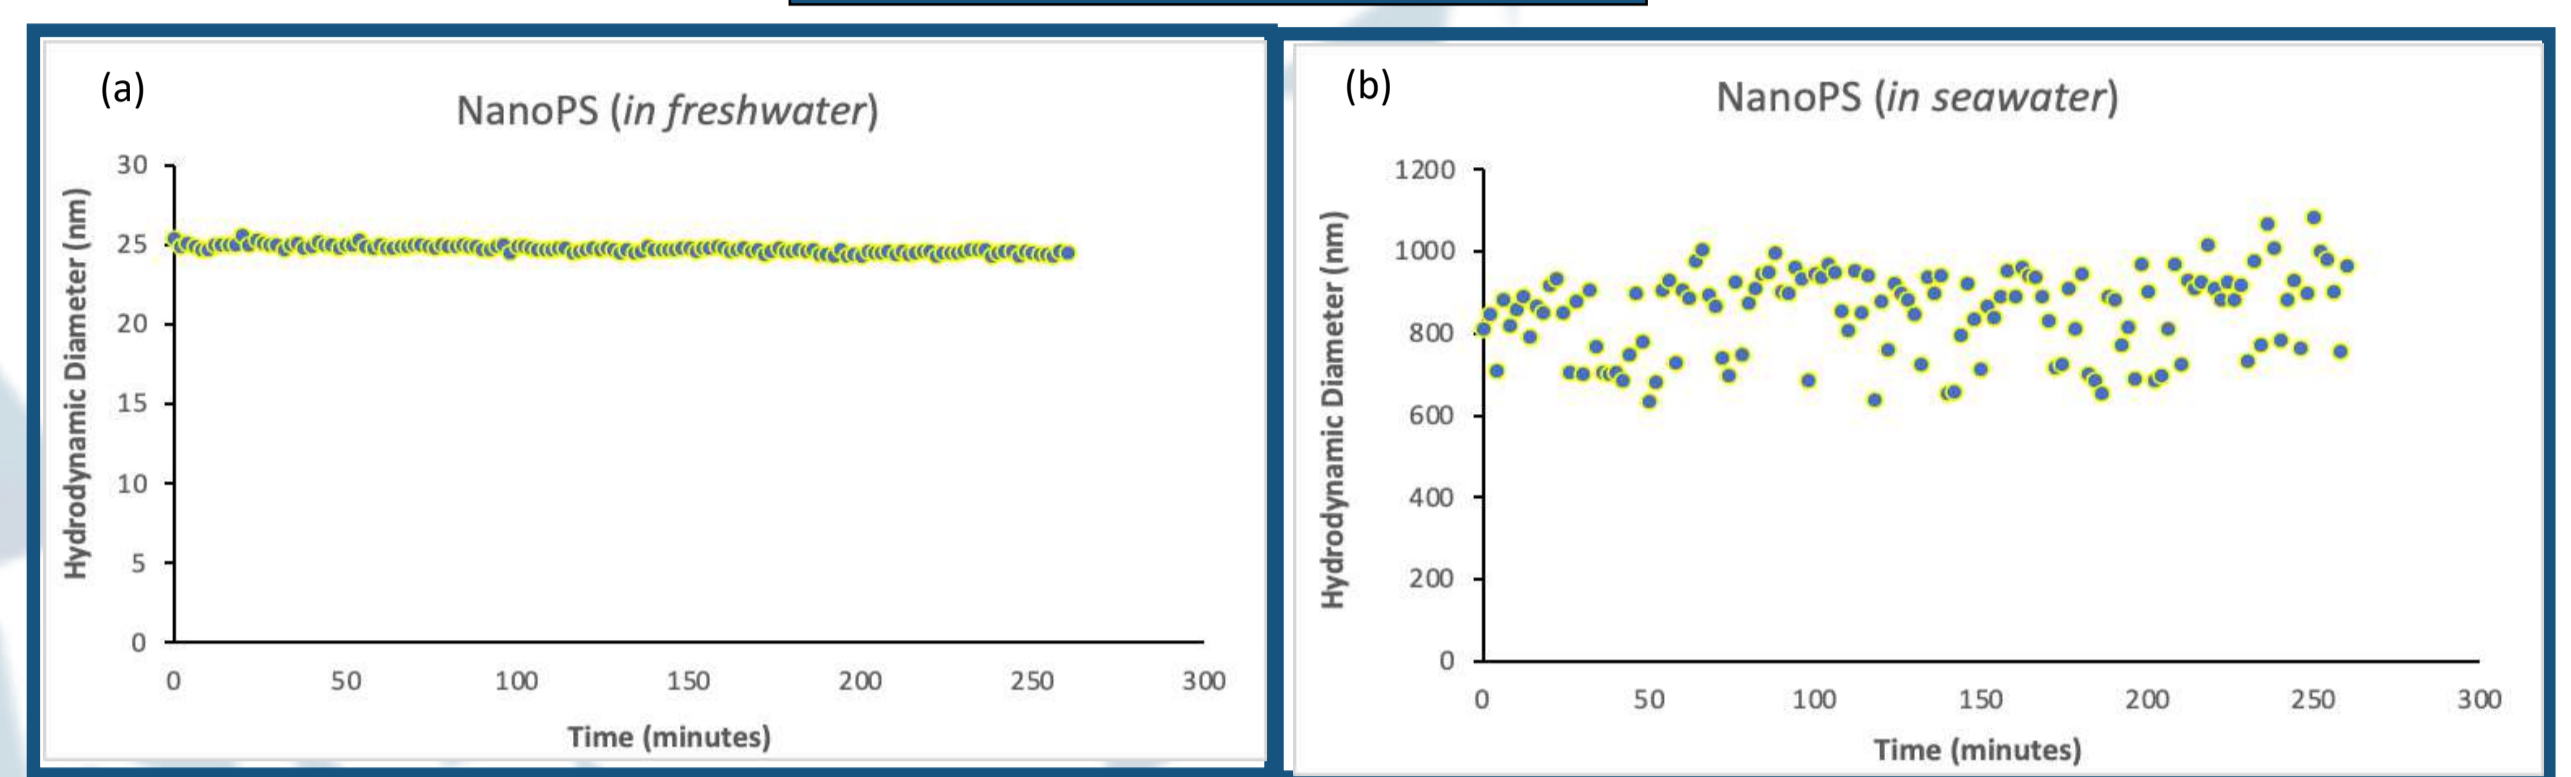 (a)
NanoPS (in freshwater)
Hydrodynamic Diameter (nm)
30
25
20
15
10
5
0
0 50 100 150 200 250 300
Time (minutes)
(b)
NanoPS (in seawater)
Hydrodynamic Diameter (nm)
1200
1000
800
600
400
200
0
0 50 100 150 200 250 300
Time (minutes)